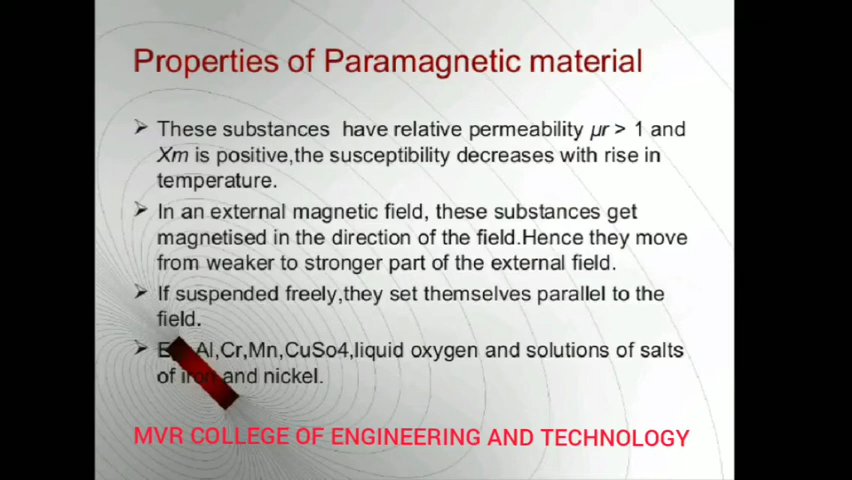 Properties of Paramagnetic material
➢ These substances have relative permeability µr > 1 and
Xm is positive,the susceptibility decreases with rise in
temperature.
➢ In an external magnetic field, these substances get
magnetised in the direction of the field.Hence they move
from weaker to stronger part of the external field.
➢ If suspended freely,they set themselves parallel to the
field.
➢ Al,Cr,Mn,CuSo4,liquid oxygen and solutions of salts
of iron and nickel.
MVR COLLEGE OF ENGINEERING AND TECHNOLOGY